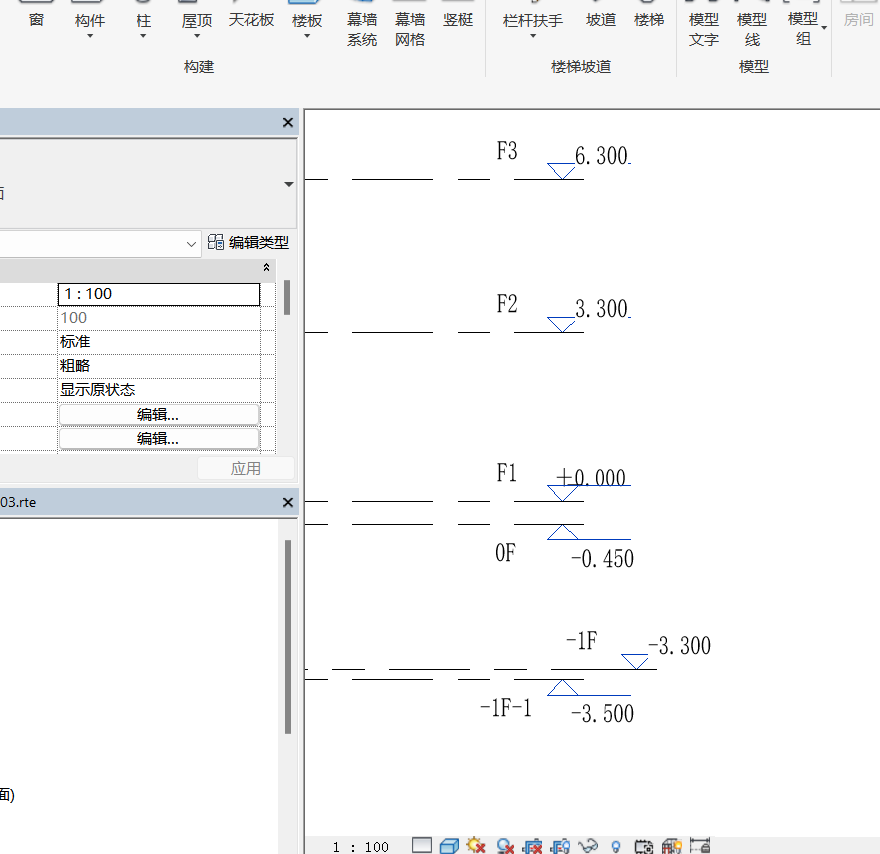 窗 构件 柱 屋顶 天花板 楼板 幕墙 幕墙 竖梃 栏杆扶手 坡道 楼梯 模型 模型 模型 房间
系统 网格 文字 线 组
构建 楼梯坡道 模型
F3 6.300
面
编辑类型
1 : 100
F2 3.300
100
标准
粗略
显示原状态
编辑...
编辑...
应用
F1 ±0.000
03.rte
0F -0.450
-1F -3.300
-1F-1 -3.500
面)
1 : 100